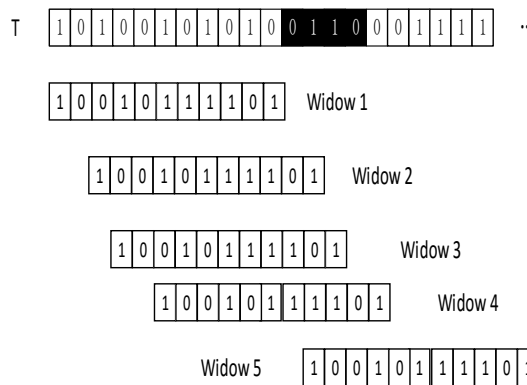 T 1 0 1 0 0 1 0 1 0 1 0 0 1 1 0 0 0 1 1 1 1 ..
1 0 0 1 0 1 1 1 1 0 1 Widow 1
1 0 0 1 0 1 1 1 1 0 1 Widow 2
1 0 0 1 0 1 1 1 1 0 1 Widow 3
1 0 0 1 0 1 1 1 1 0 1 Widow 4
Widow 5 1 0 0 1 0 1 1 1 1 0 1